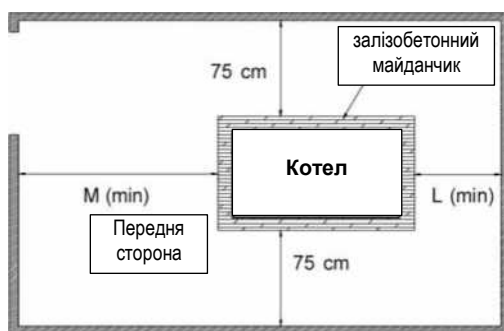 залізобетонний
майданчик
75 cm
Котел
M (min)
L (min)
Передня
сторона
75 cm